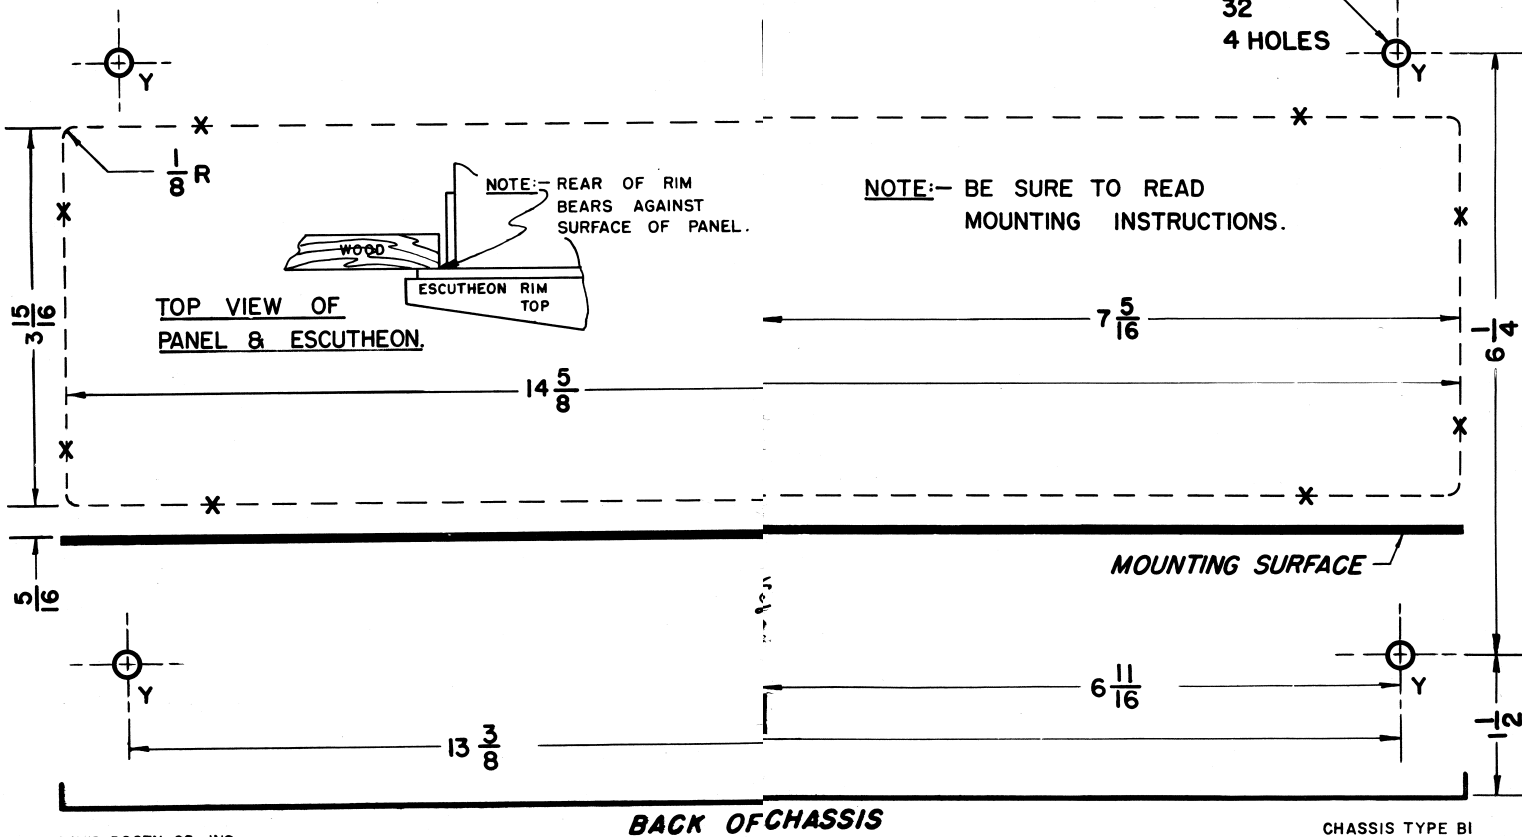 32
4 HOLES
Y
Y
1/8 R
NOTE:- REAR OF RIM
BEARS AGAINST
SURFACE OF PANEL.
NOTE:- BE SURE TO READ
MOUNTING INSTRUCTIONS.
WOOD
ESCUTHEON RIM
TOP
TOP VIEW OF
PANEL & ESCUTHEON.
3 15/16
7 5/16
6 1/4
14 5/8
MOUNTING SURFACE
5/16
Y
Y
6 11/16
13 3/8
1 1/2
BACK OF CHASSIS
CHASSIS TYPE B1